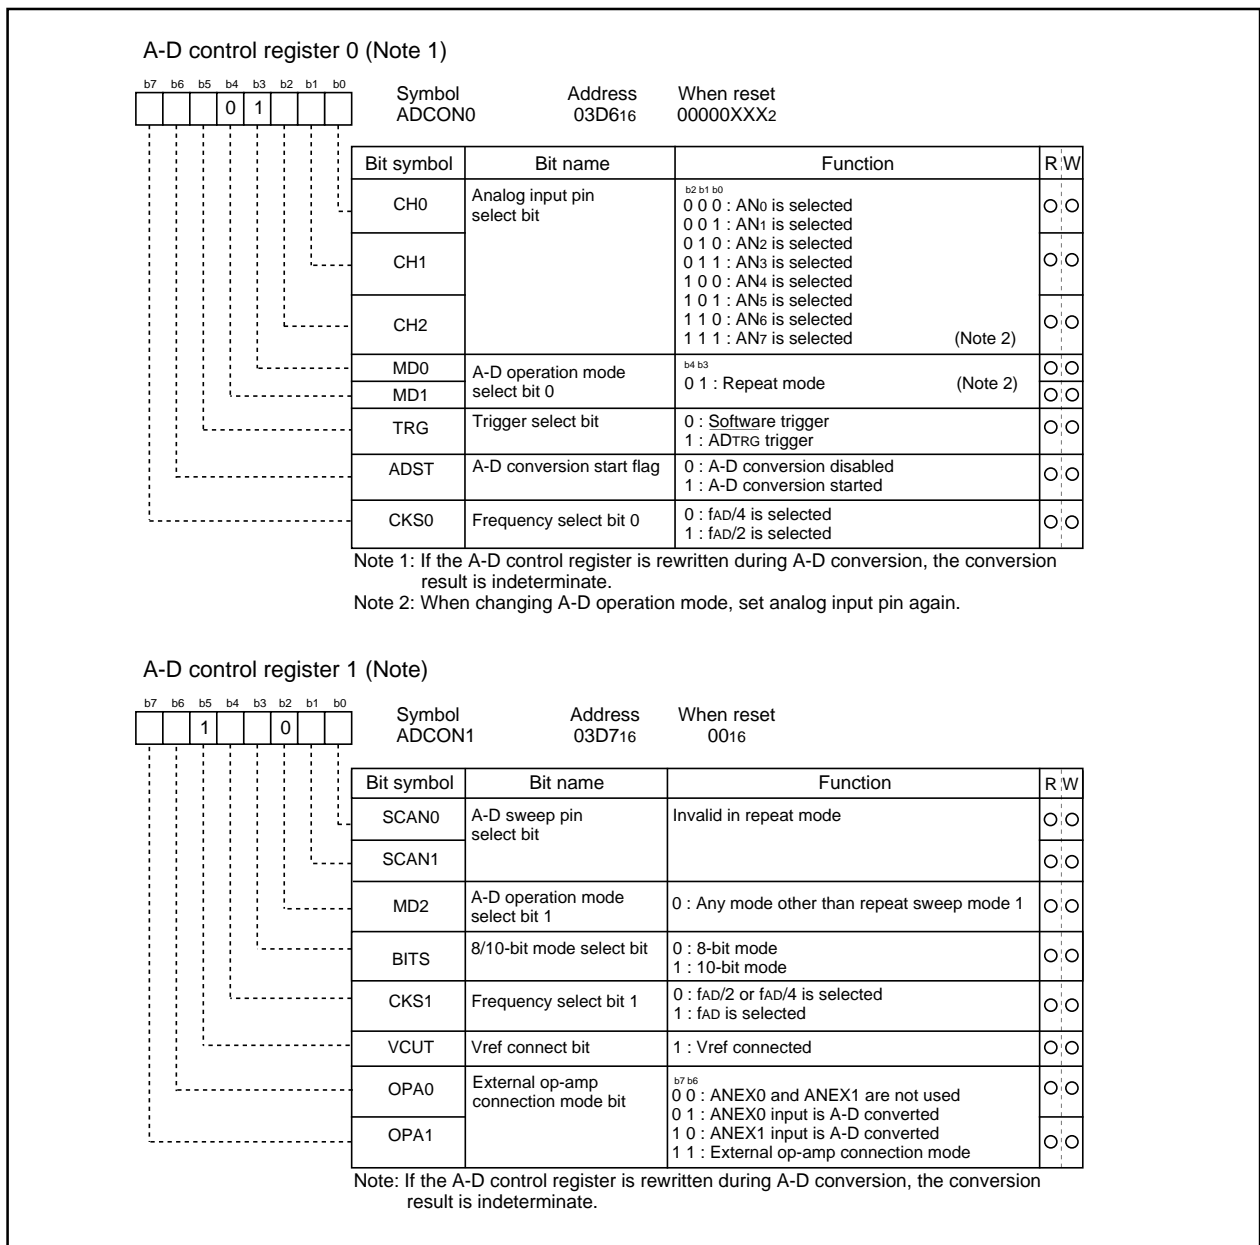 A-D control register 0 (Note 1)
b7 b6 b5 b4 b3 b2 b1 b0
0 1
Symbol Address When reset
ADCON0 03D616 00000XXX2
Bit symbol Bit name Function R W
CH0 Analog input pin select bit
b2 b1 b0
0 0 0 : AN0 is selected
0 0 1 : AN1 is selected
0 1 0 : AN2 is selected
CH1 0 1 1 : AN3 is selected
1 0 0 : AN4 is selected
1 0 1 : AN5 is selected
CH2 1 1 0 : AN6 is selected
1 1 1 : AN7 is selected (Note 2)
MD0 A-D operation mode
b4 b3
MD1 select bit 0 0 1 : Repeat mode (Note 2)
TRG Trigger select bit 0 : Software trigger
1 : ADTRG trigger
ADST A-D conversion start flag 0 : A-D conversion disabled
1 : A-D conversion started
CKS0 Frequency select bit 0 0 : fAD/4 is selected
1 : fAD/2 is selected
Note 1: If the A-D control register is rewritten during A-D conversion, the conversion
result is indeterminate.
Note 2: When changing A-D operation mode, set analog input pin again.
A-D control register 1 (Note)
b7 b6 b5 b4 b3 b2 b1 b0
1 0
Symbol Address When reset
ADCON1 03D716 0016
Bit symbol Bit name Function R W
SCAN0 A-D sweep pin Invalid in repeat mode
select bit
SCAN1
MD2 A-D operation mode 0 : Any mode other than repeat sweep mode 1
select bit 1
BITS 8/10-bit mode select bit 0 : 8-bit mode
1 : 10-bit mode
CKS1 Frequency select bit 1 0 : fAD/2 or fAD/4 is selected
1 : fAD is selected
VCUT Vref connect bit 1 : Vref connected
OPA0 External op-amp
connection mode bit
b7 b6
0 0 : ANEX0 and ANEX1 are not used
0 1 : ANEX0 input is A-D converted
OPA1 1 0 : ANEX1 input is A-D converted
1 1 : External op-amp connection mode
Note: If the A-D control register is rewritten during A-D conversion, the conversion
result is indeterminate.